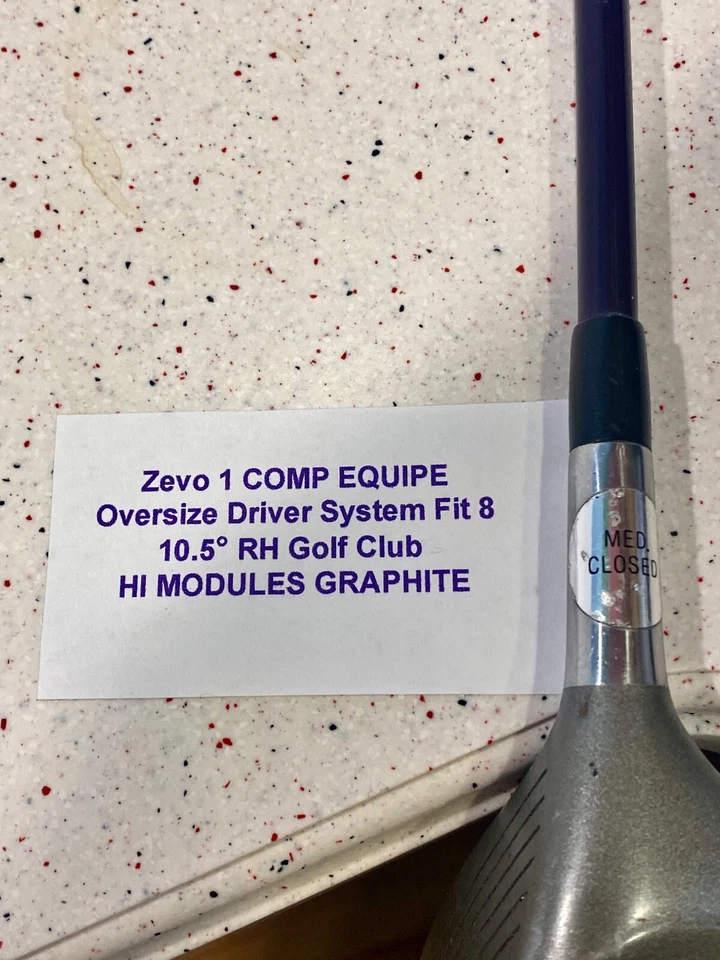 Zevo 1 COMP EQUIPE
Oversize Driver System Fit 8
10.5° RH Golf Club
HI MODULES GRAPHITE
MED.
CLOSED